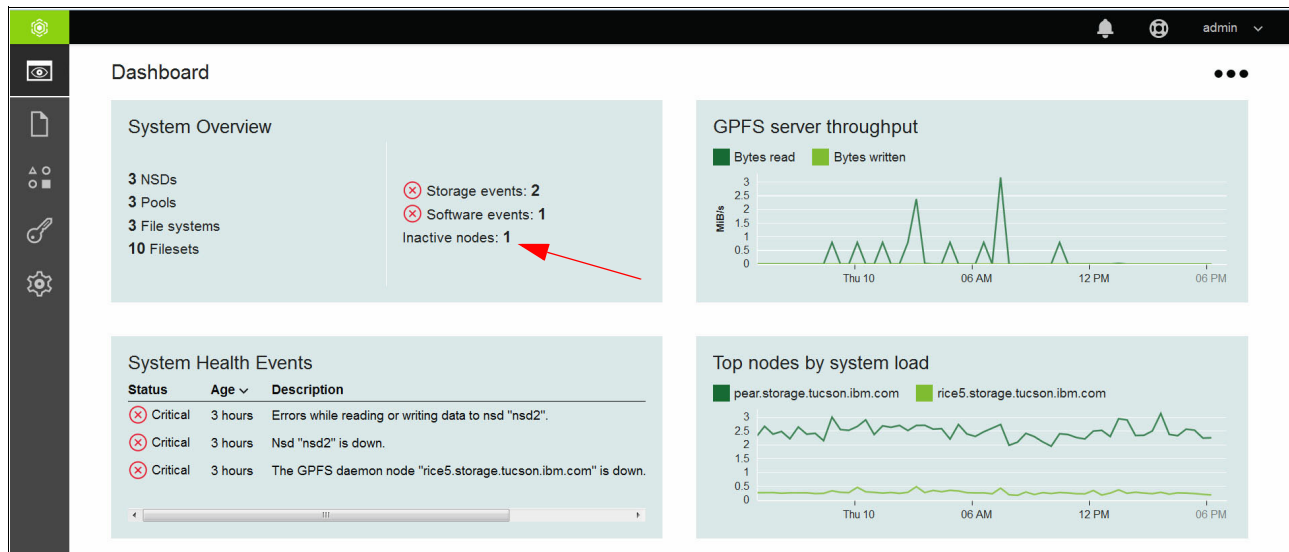 admin
Dashboard
System Overview
3 NSDs
3 Pools
3 File systems
10 Filesets
Storage events: 2
Software events: 1
Inactive nodes: 1
GPFS server throughput
Bytes read Bytes written
MiB/s
3
2.5
2
1.5
1
0.5
0
Thu 10 06 AM 12 PM 06 PM
System Health Events
Status Age Description
Critical 3 hours Errors while reading or writing data to nsd "nsd2".
Critical 3 hours Nsd "nsd2" is down.
Critical 3 hours The GPFS daemon node "rice5.storage.tucson.ibm.com" is down.
Top nodes by system load
pear.storage.tucson.ibm.com rice5.storage.tucson.ibm.com
3
2.5
2
1.5
1
0.5
0
Thu 10 06 AM 12 PM 06 PM